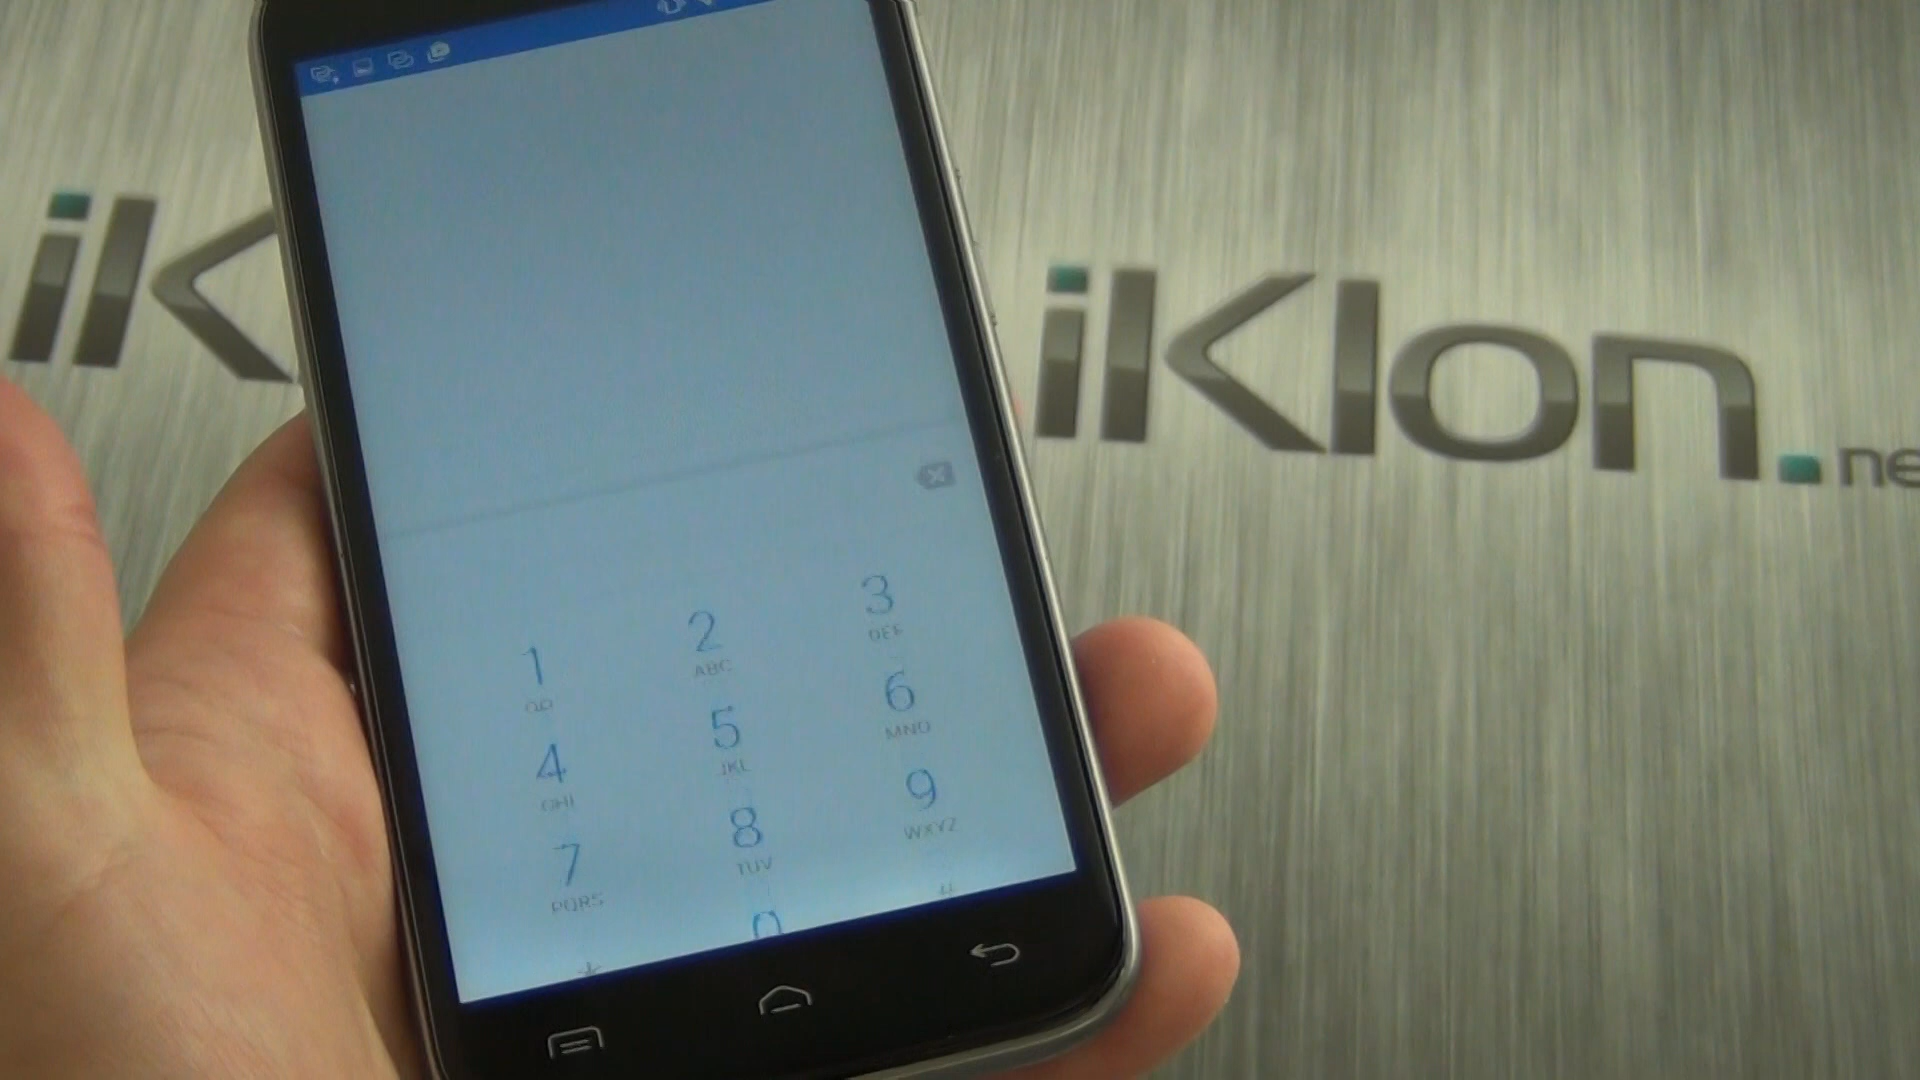 iK
iKlon.ne
1
2 ABC
3 DEF
4 GHI
5 JKL
6 MNO
7 PQRS
8 TUV
9 WXYZ
*
0
#